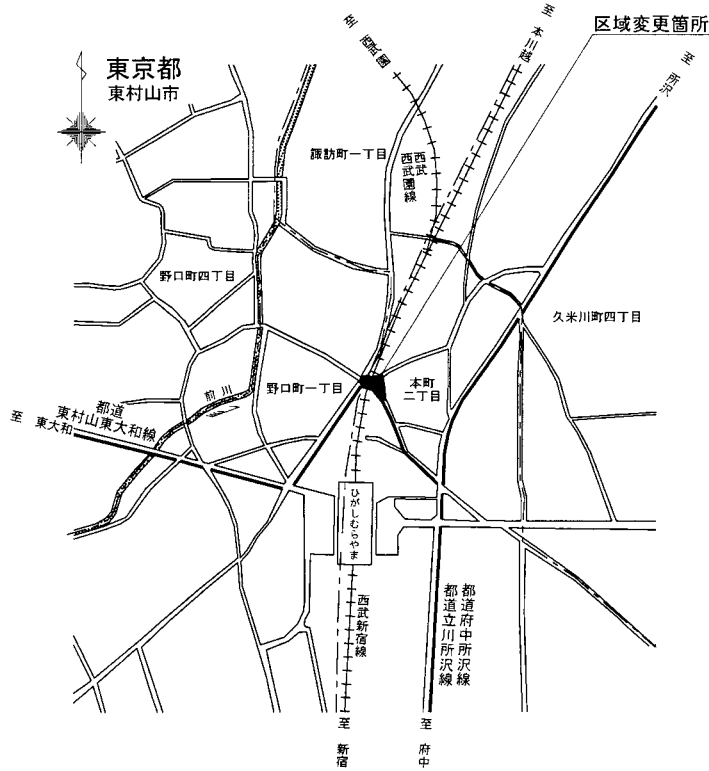 区域変更箇所
至 西武園
至 本川越
至 所沢
東京都
東村山市
諏訪町一丁目
西武
西武園線
野口町四丁目
久米川町四丁目
前川
野口町一丁目
本町
二丁目
都道
東村山東大和線
至 東大和
ひがしむらやま
西武新宿線
都道府中所沢線
都道立川所沢線
至 新宿
至 府中